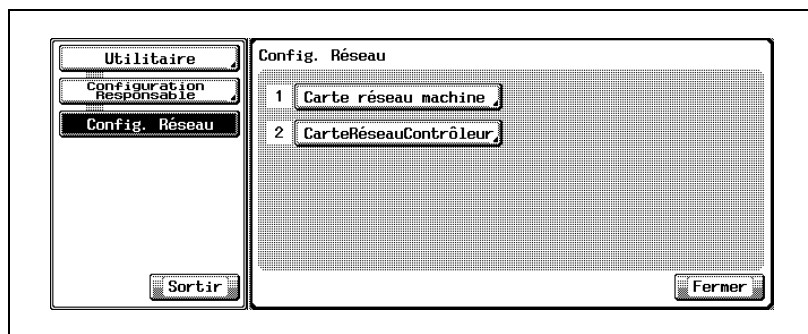 Utilitaire
Configuration
Responsable
Config. Réseau
Sortir
Config. Réseau
1 Carte réseau machine
2 CarteRéseauContrôleur
Fermer